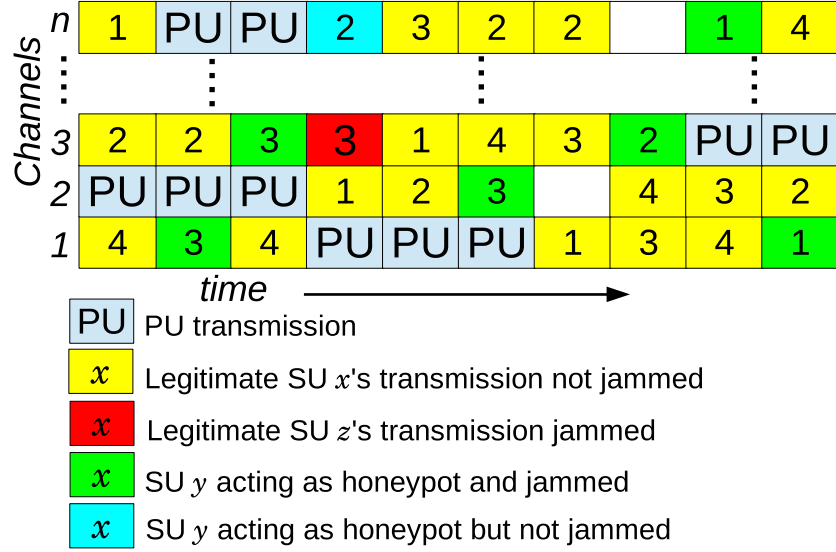 n 1 PU PU 2 3 2 2 1 4
Channels
3 2 2 3 3 1 4 3 2 PU PU
2 PU PU PU 1 2 3 4 3 2
1 4 3 4 PU PU PU 1 3 4 1
time
PU PU transmission
x Legitimate SU x's transmission not jammed
x Legitimate SU z's transmission jammed
x SU y acting as honeypot and jammed
x SU y acting as honeypot but not jammed